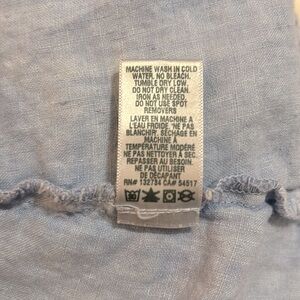 MACHINE WASH IN COLD
WATER. NO BLEACH.
TUMBLE DRY LOW.
DO NOT DRY CLEAN.
IRON AS NEEDED.
DO NOT USE SPOT
REMOVERS
LAVER EN MACHINE A
L'EAU FROIDE. NE PAS
BLANCHIR. SÉCHAGE EN
MACHINE A
TEMPÉRATURE MODÉRÉ
NE PAS NETTOYER A SEC.
REPASSER AU BESOIN.
NE PAS UTILISER
DE DÉCAPANT
RN# 132734 CA# 54517